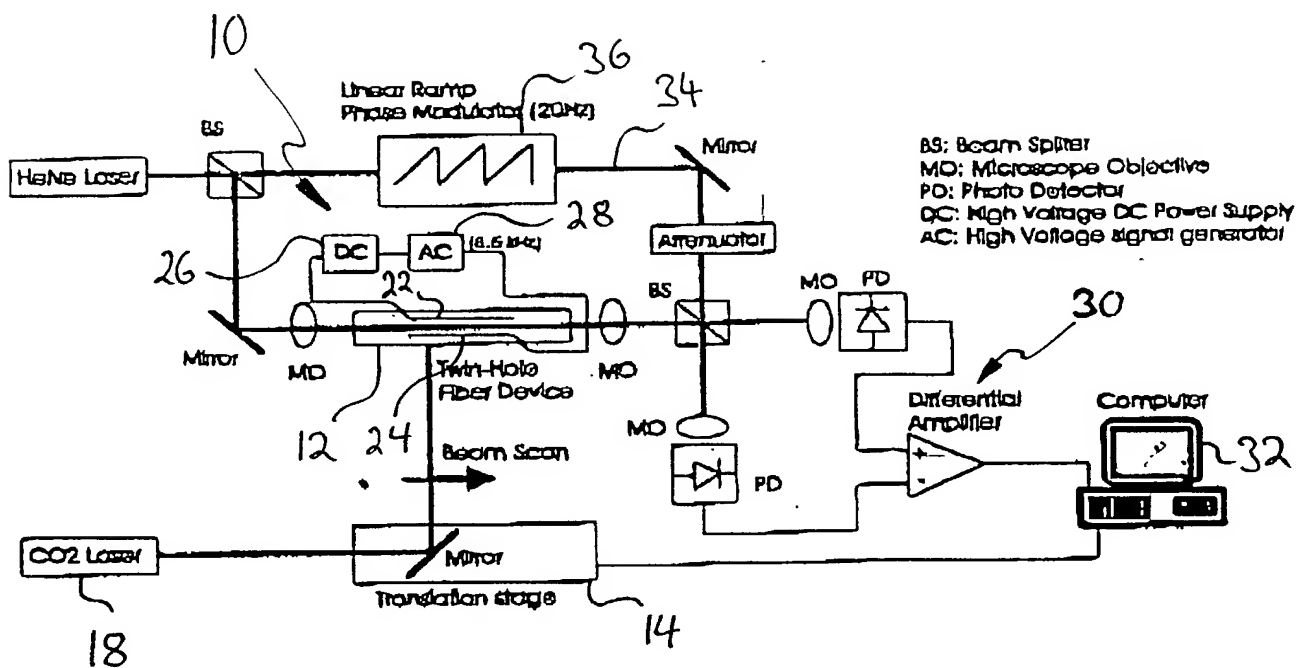 10
36
Linear Ramp
Phase Modulator (20Hz)
34
BS
Mirror
HeNe Laser
BS: Beam Spliter
MO: Microscope Objective
PD: Photo Detector
DC: High Voltage DC Power Supply
AC: High Voltage signal generator
28
Attenuator
26
DC
AC
22
BS
MO
PD
30
Mirror
MO
Twin-Hole
Fiber Device
MO
Differential
Amplifier
Computer
12
24
MO
32
Beam Scan
+
-
PD
CO2 Laser
Mirror
Translation stage
18
14